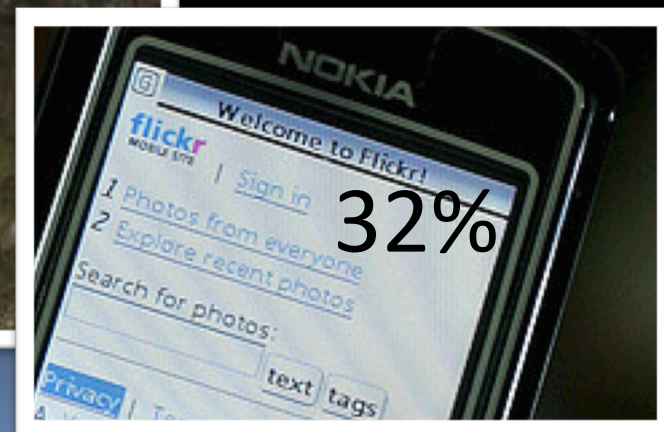 NOKIA
Welcome to Flickr!
flickr
MOBILE SITE
| Sign in
32%
1 Photos from everyone
2 Explore recent photos
Search for photos:
text tags
Privacy |